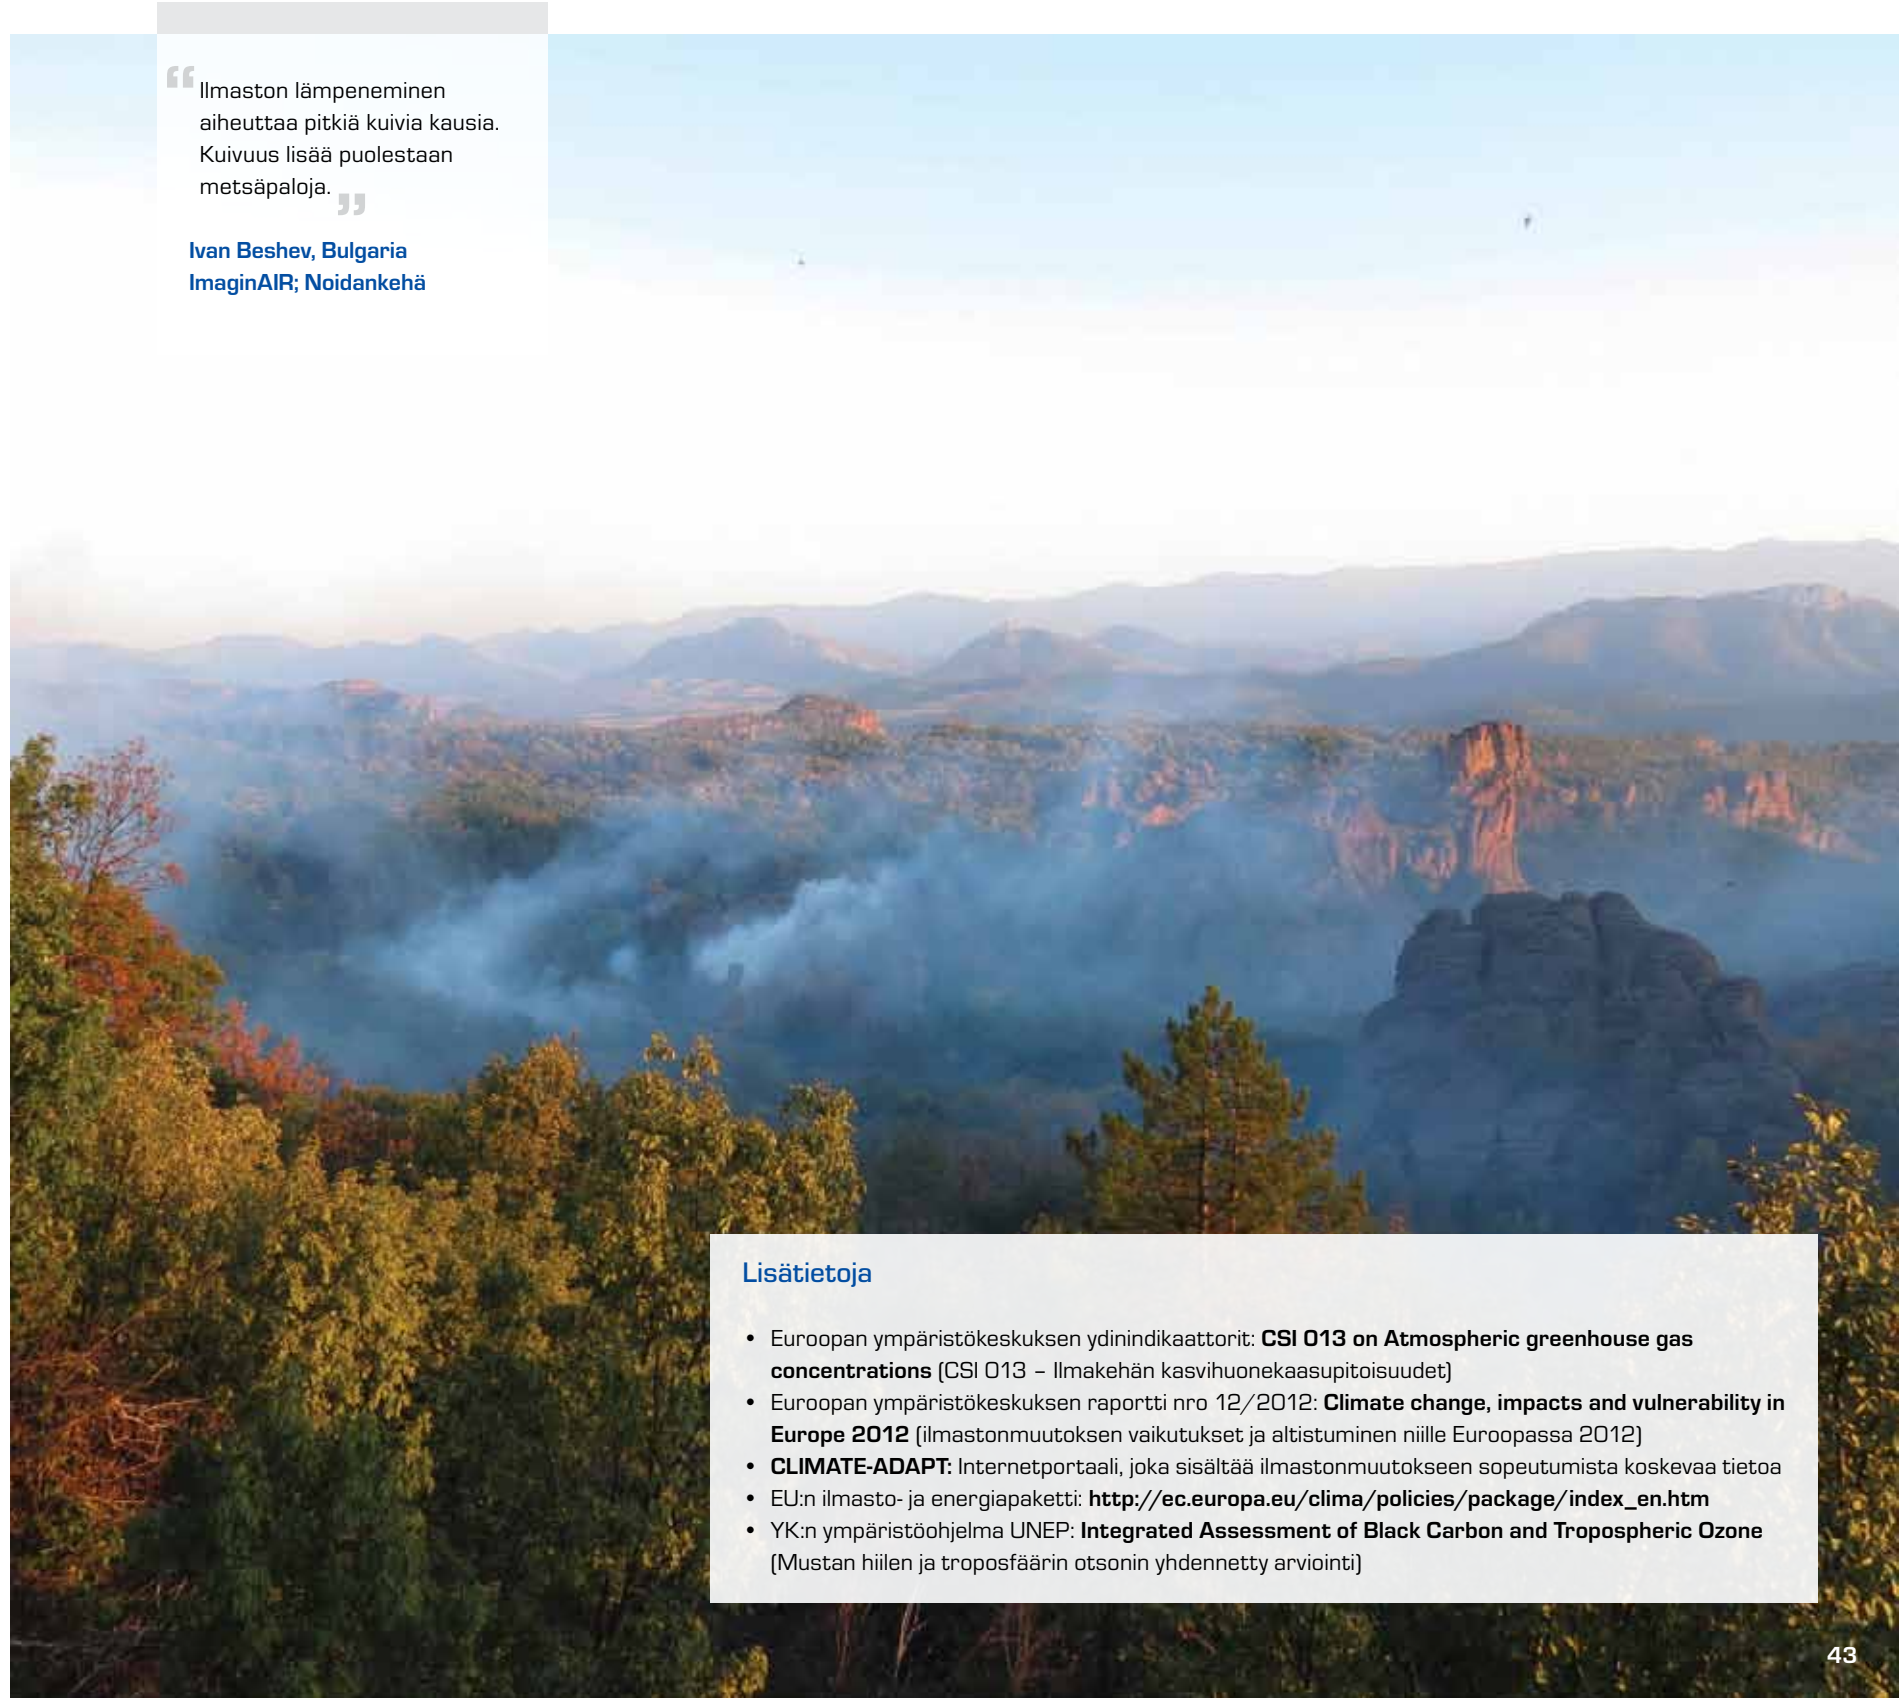 “Ilmaston lämpeneminen
aiheuttaa pitkiä kuivia kausia.
Kuivuus lisää puolestaan
metsäpaloja.”
Ivan Beshev, Bulgaria
ImaginAIR; Noidankehä
Lisätietoja
• Euroopan ympäristökeskuksen ydinindikaattorit: CSI 013 on Atmospheric greenhouse gas
concentrations (CSI 013 – Ilmakehän kasvihuonekaasupitoisuudet)
• Euroopan ympäristökeskuksen raportti nro 12/2012: Climate change, impacts and vulnerability in
Europe 2012 (ilmastonmuutoksen vaikutukset ja altistuminen niille Euroopassa 2012)
• CLIMATE-ADAPT: Internetportaali, joka sisältää ilmastonmuutokseen sopeutumista koskevaa tietoa
• EU:n ilmasto- ja energiapaketti: http://ec.europa.eu/clima/policies/package/index_en.htm
• YK:n ympäristöohjelma UNEP: Integrated Assessment of Black Carbon and Tropospheric Ozone
(Mustan hiilen ja troposfäärin otsonin yhdennetty arviointi)
43